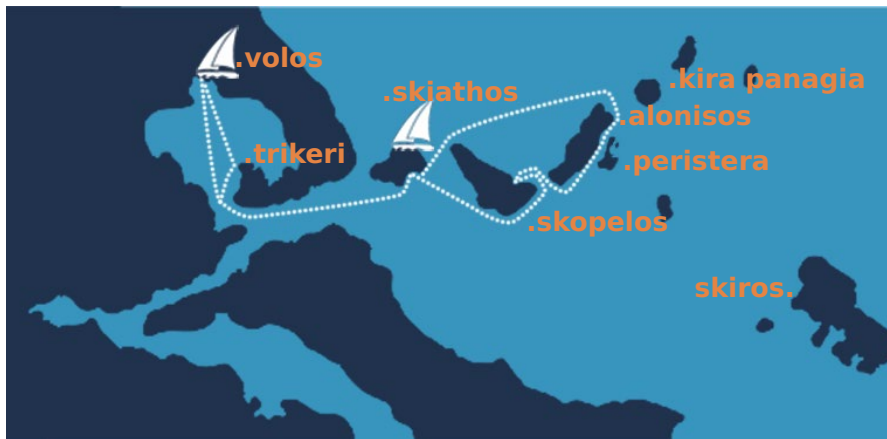 .volos
.skiathos
.kira panagia
.alonisos
.trikeri
.peristera
.skopelos
skiros.